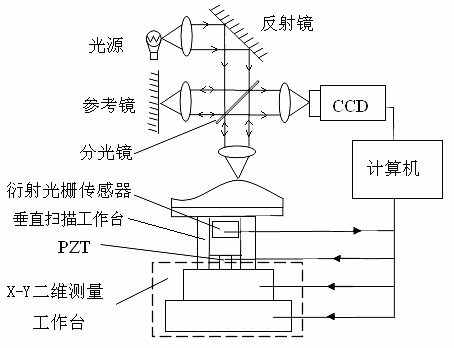 反射镜
光源
参考镜
CCD
分光镜
计算机
衍射光栅传感器
垂直扫描工作台
PZT
X-Y二维测量
工作台